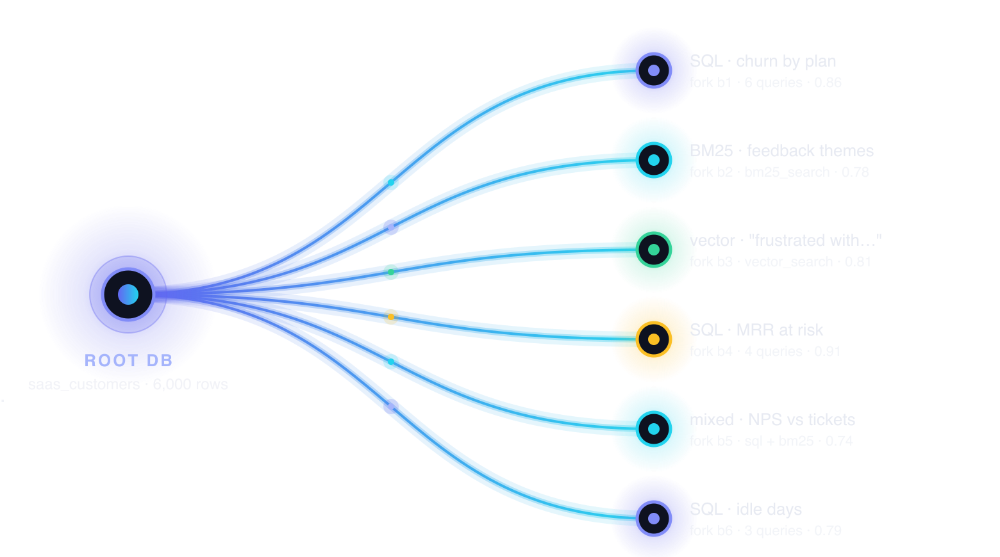 SQL · churn by plan
fork b1 · 6 queries · 0.86
BM25 · feedback themes
fork b2 · bm25_search · 0.78
vector · "frustrated with…"
fork b3 · vector_search · 0.81
ROOT DB
saas_customers · 6,000 rows
SQL · MRR at risk
fork b4 · 4 queries · 0.91
mixed · NPS vs tickets
fork b5 · sql + bm25 · 0.74
SQL · idle days
fork b6 · 3 queries · 0.79